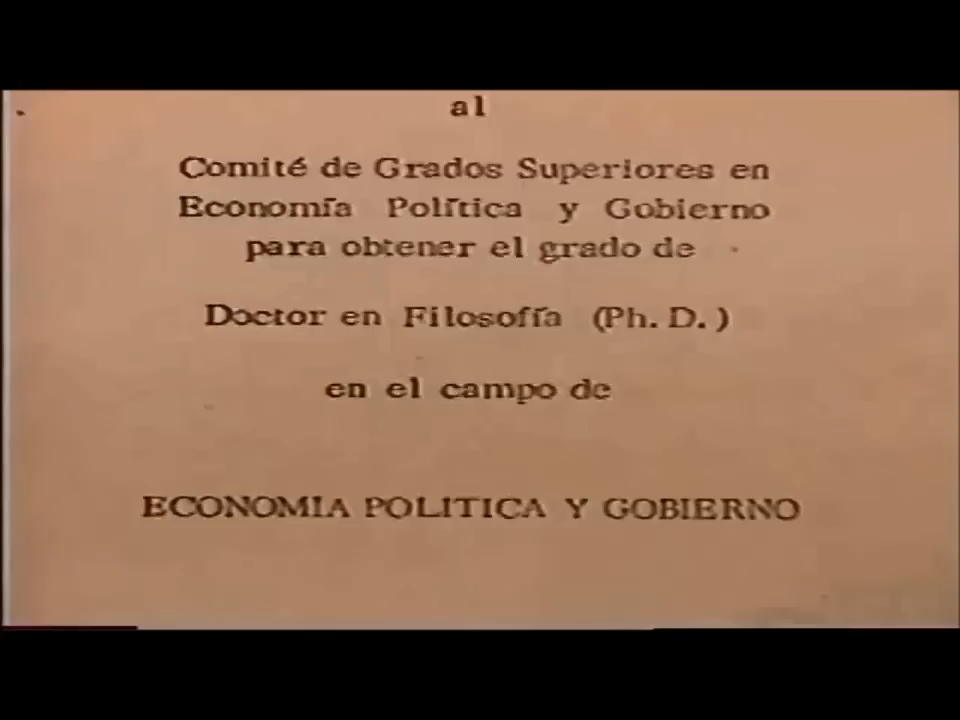 al
Comité de Grados Superiores en
Economía Política y Gobierno
para obtener el grado de
Doctor en Filosofía (Ph. D.)
en el campo de
ECONOMIA POLITICA Y GOBIERNO